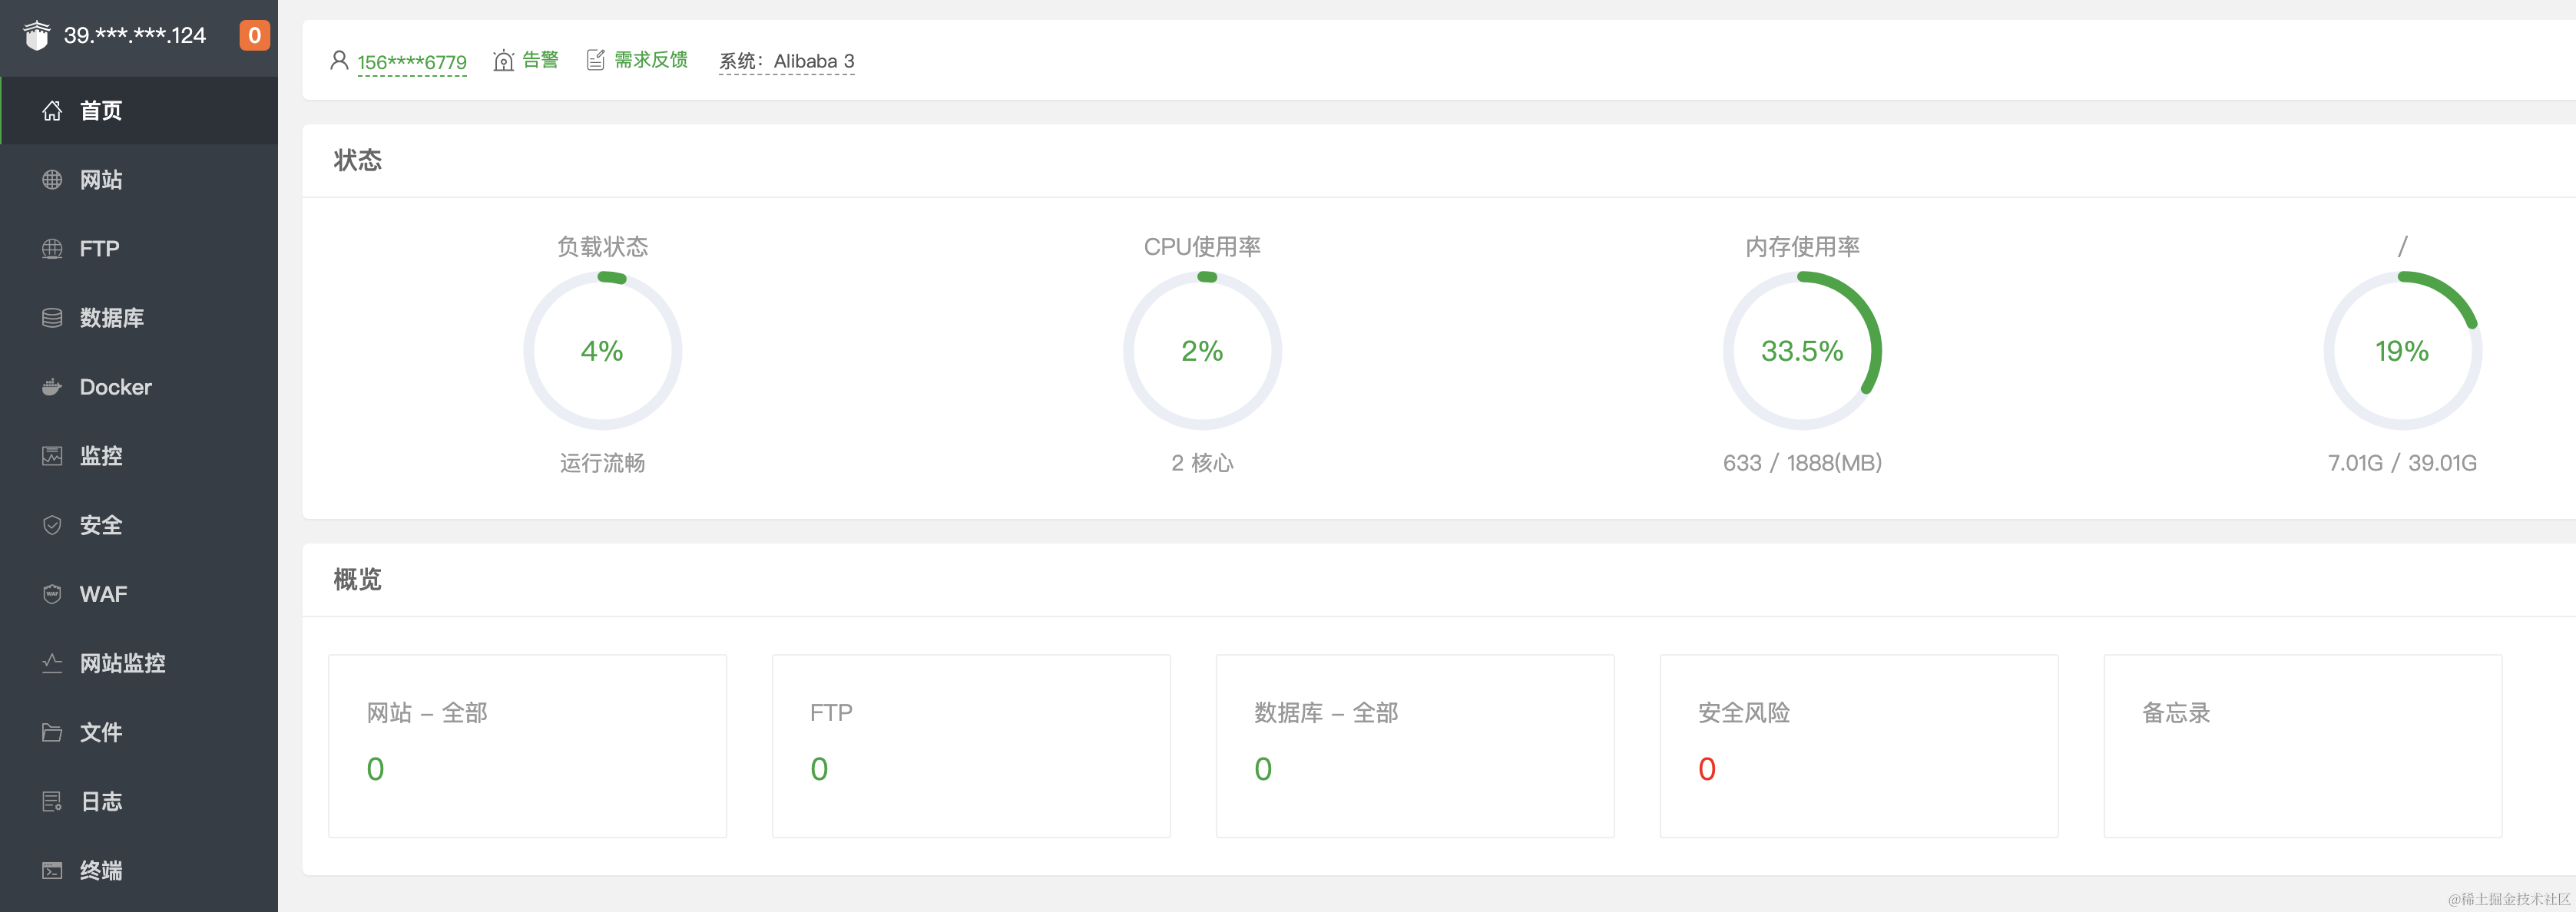 39.***.***.124 0
首页
网站
FTP
数据库
Docker
监控
安全
WAF
网站监控
文件
日志
终端
156****6779 告警 需求反馈 系统：Alibaba 3
状态
负载状态 CPU使用率 内存使用率 /
4% 2% 33.5% 19%
运行流畅 2 核心 633 / 1888(MB) 7.01G / 39.01G
概览
网站 – 全部 FTP 数据库 – 全部 安全风险 备忘录
0 0 0 0
@稀土掘金技术社区